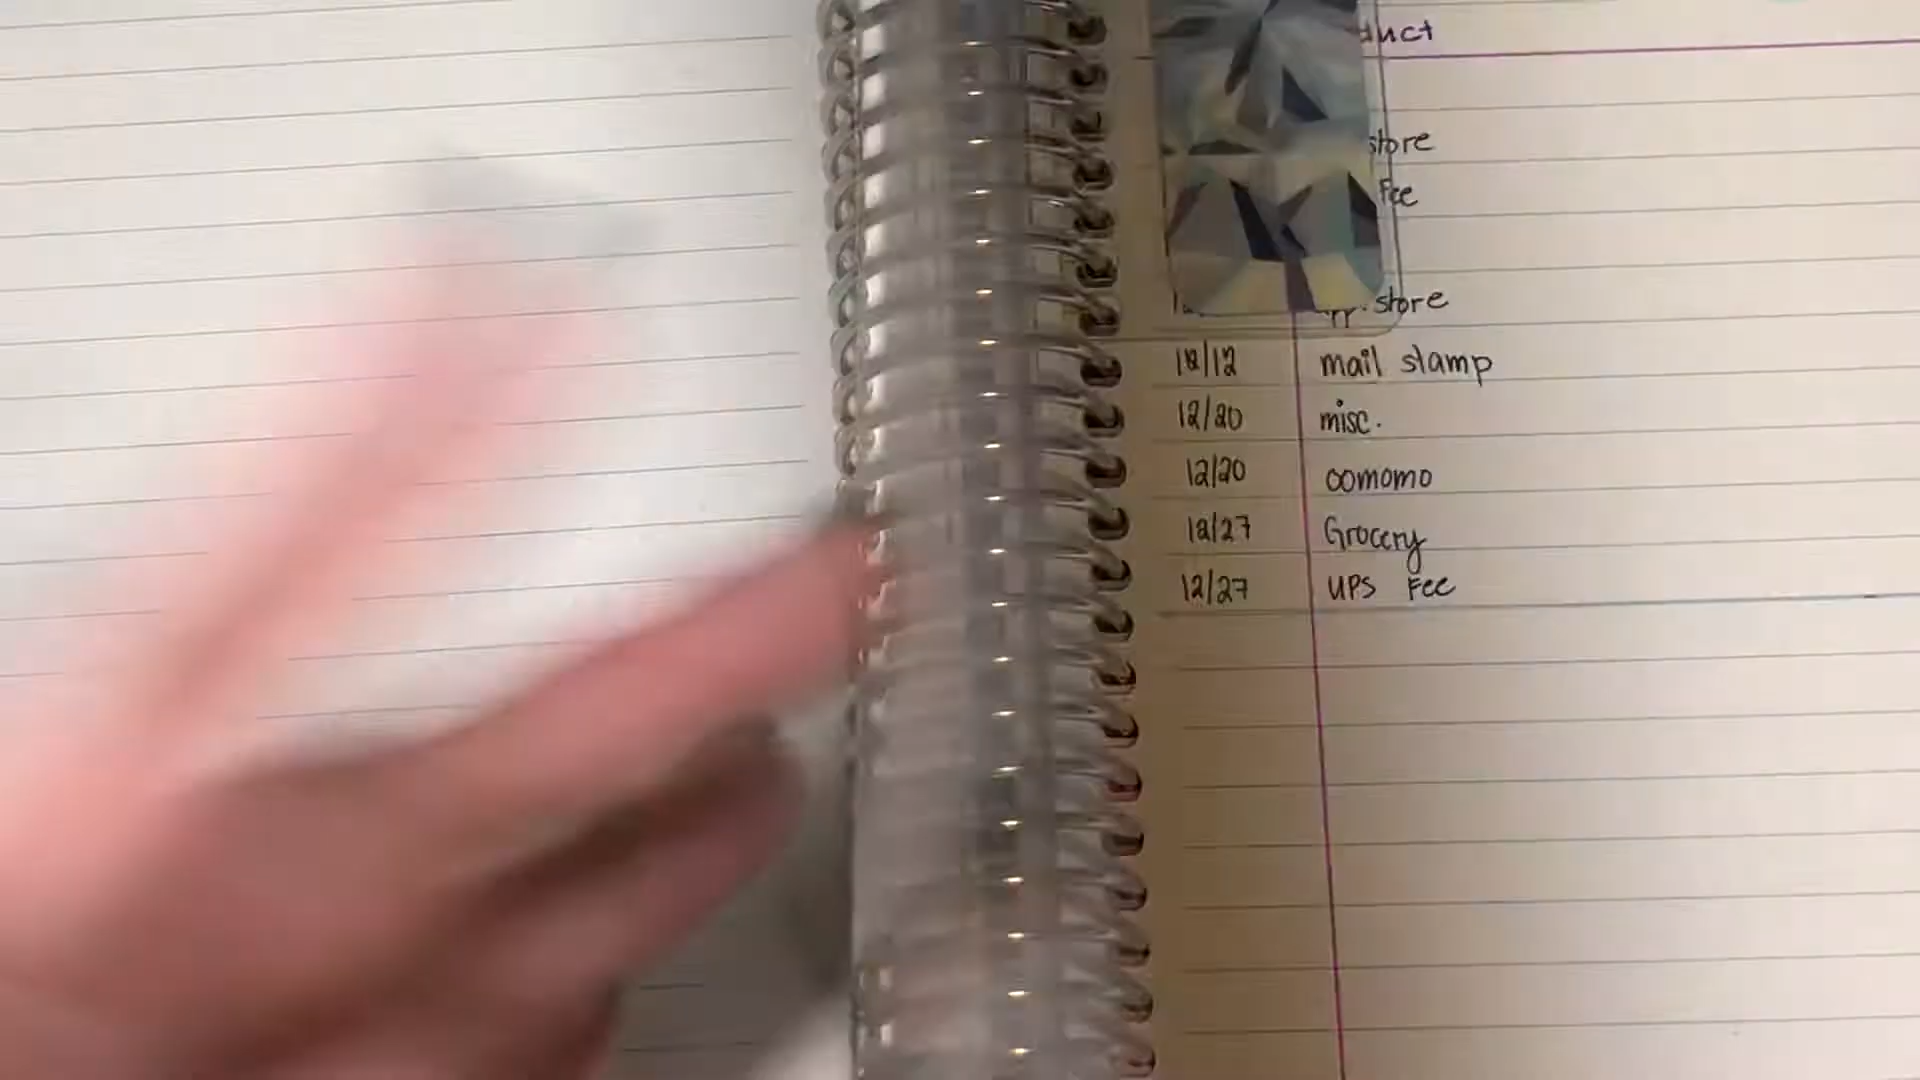 duct
store
Fee
store
12/12 mail stamp
12/20 misc.
12/20 oomomo
12/27 Grocery
12/27 UPS Fee